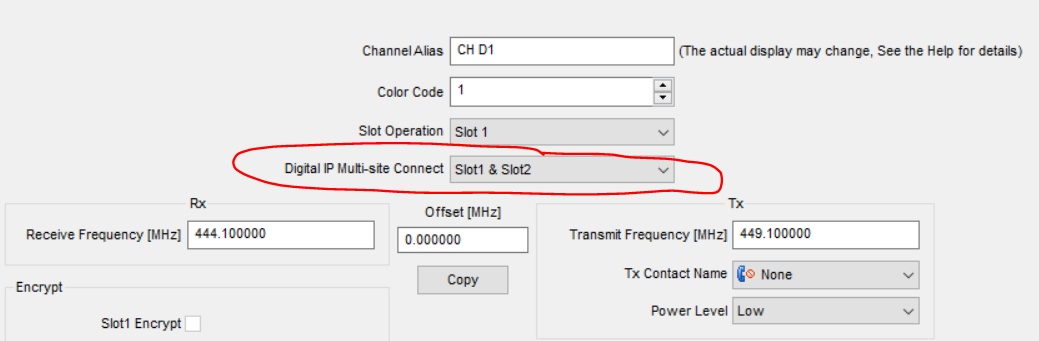 Channel Alias CH D1 (The actual display may change, See the Help for details)
Color Code 1
Slot Operation Slot 1
Digital IP Multi-site Connect Slot1 & Slot2
Rx
Receive Frequency [MHz] 444.100000
Offset [MHz]
0.000000
Copy
Tx
Transmit Frequency [MHz] 449.100000
Tx Contact Name None
Power Level Low
Encrypt
Slot1 Encrypt